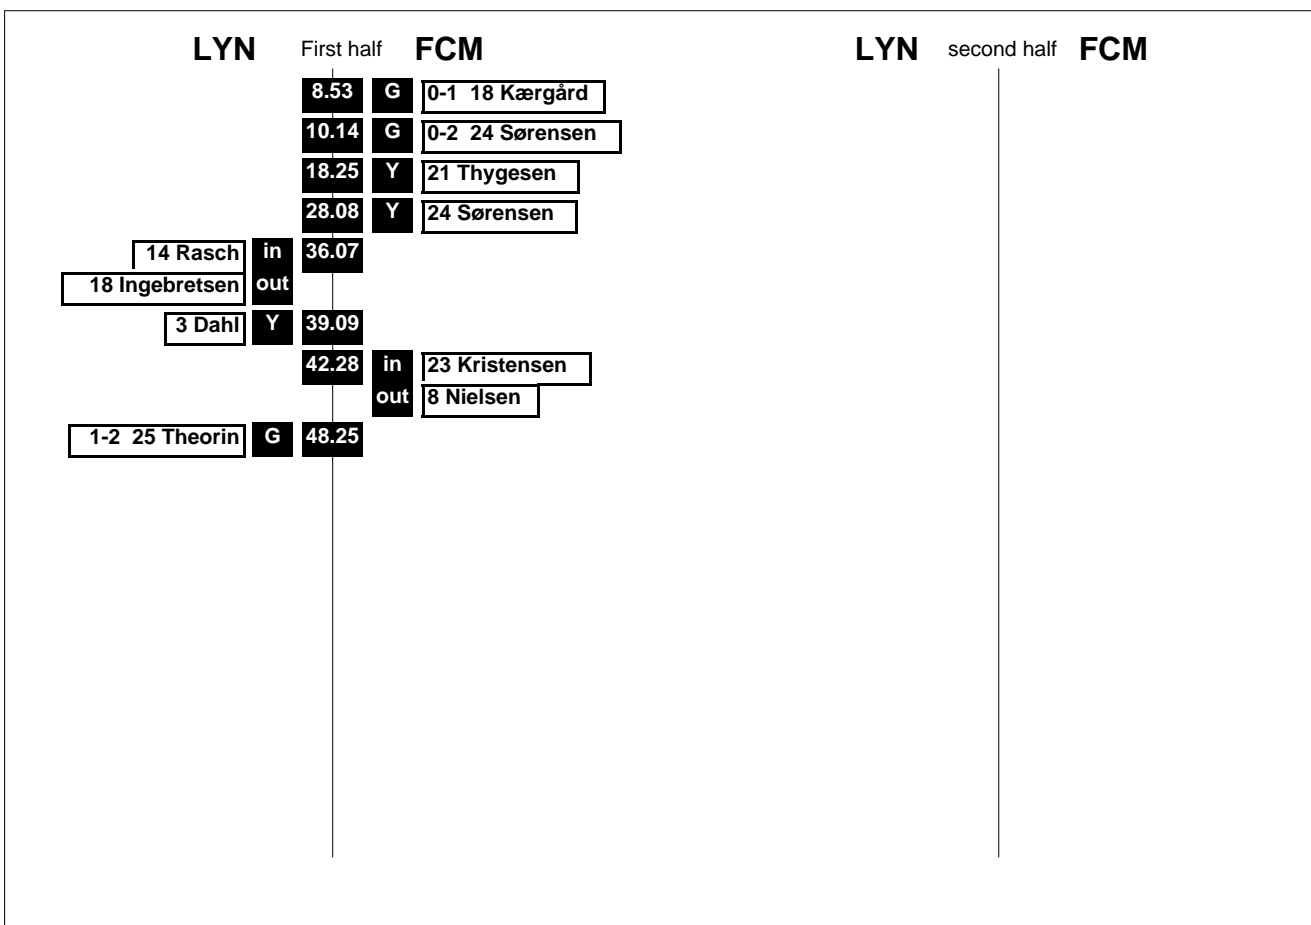 LYN First half FCM
LYN second half FCM
8.53 G 0-1 18 Kærgård
10.14 G 0-2 24 Sørensen
18.25 Y 21 Thygesen
28.08 Y 24 Sørensen
14 Rasch in 36.07
18 Ingebretsen out
3 Dahl Y 39.09
42.28 in 23 Kristensen
out 8 Nielsen
1-2 25 Theorin G 48.25